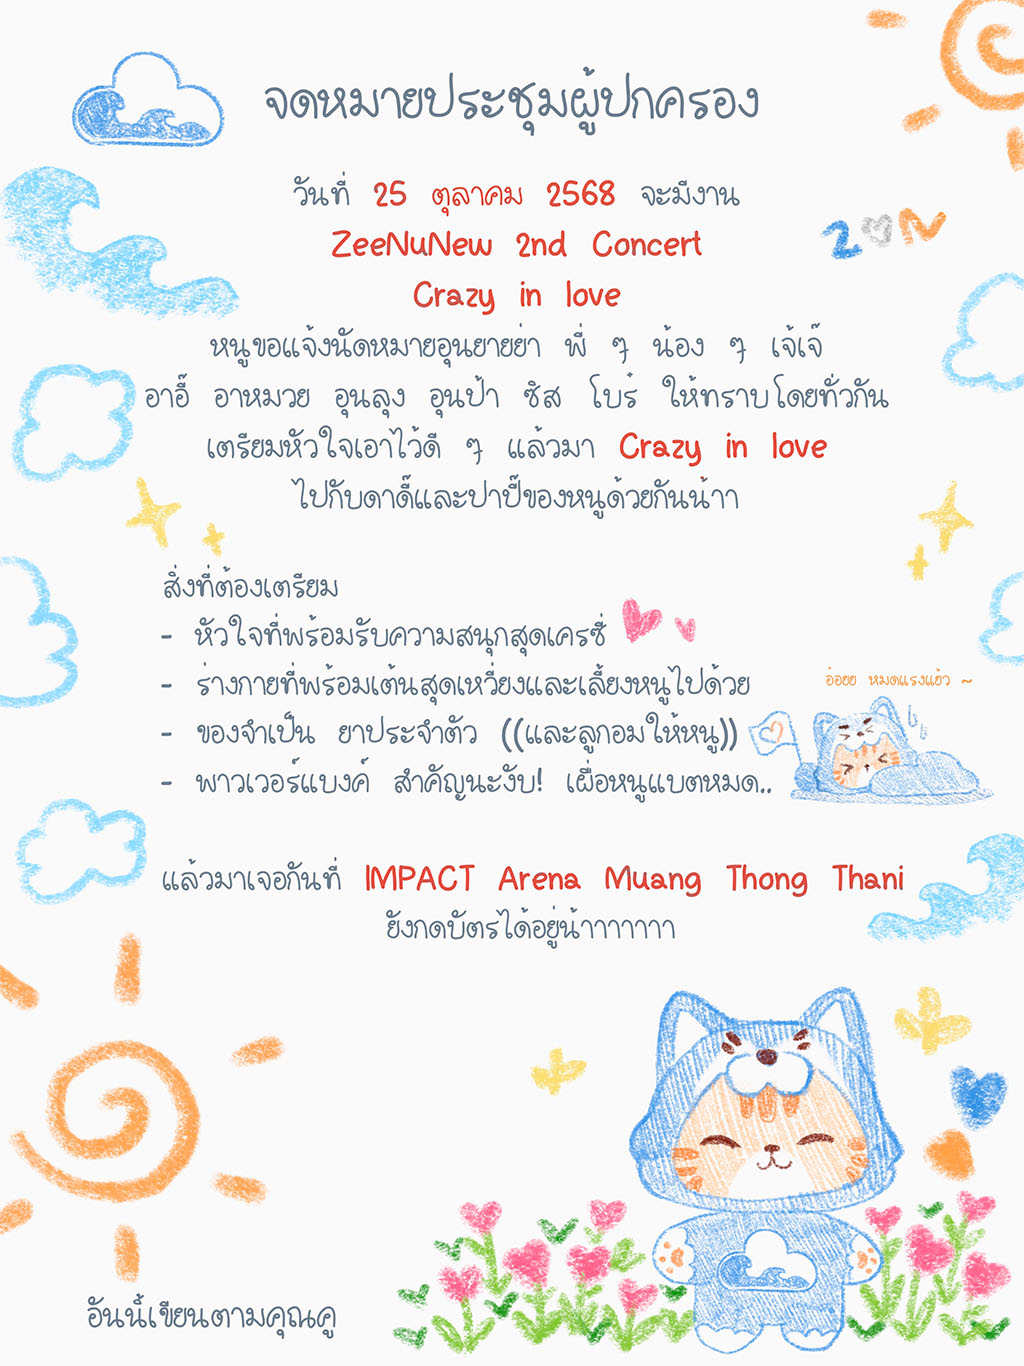 จดหมายประชุมผู้ปกครอง
วันที่ 25 ตุลาคม 2568 จะมีงาน
ZeeNuNew 2nd Concert
Crazy in love
ZN
หนูขอแจ้งนัดหมายอุนยายย่า พี่ ๆ น้อง ๆ เจ้เจ๊
อาอี๊ อาหมวย อุนลุง อุนป้า ซิส โบร๋ ให้ทราบโดยทั่วกัน
เตรียมหัวใจเอาไว้ดี ๆ แล้วมา Crazy in love
ไปกับดาดี๊และปาปี๊ของหนูด้วยกันน้าา
สิ่งที่ต้องเตรียม
- หัวใจที่พร้อมรับความสนุกสุดเครซี่
- ร่างกายที่พร้อมเต้นสุดเหวี่ยงและเลี้ยงหนูไปด้วย
อ่อยย หมดแรงแย้ว ~
- ของจำเป็น ยาประจำตัว ((และลูกอมให้หนู))
- พาวเวอร์แบงค์ สำคัญนะงับ! เผื่อหนูแบตหมด..
แล้วมาเจอกันที่ IMPACT Arena Muang Thong Thani
ยังกดบัตรได้อยู่น้าาาาาาา
อันนี้เขียนตามคุณคู